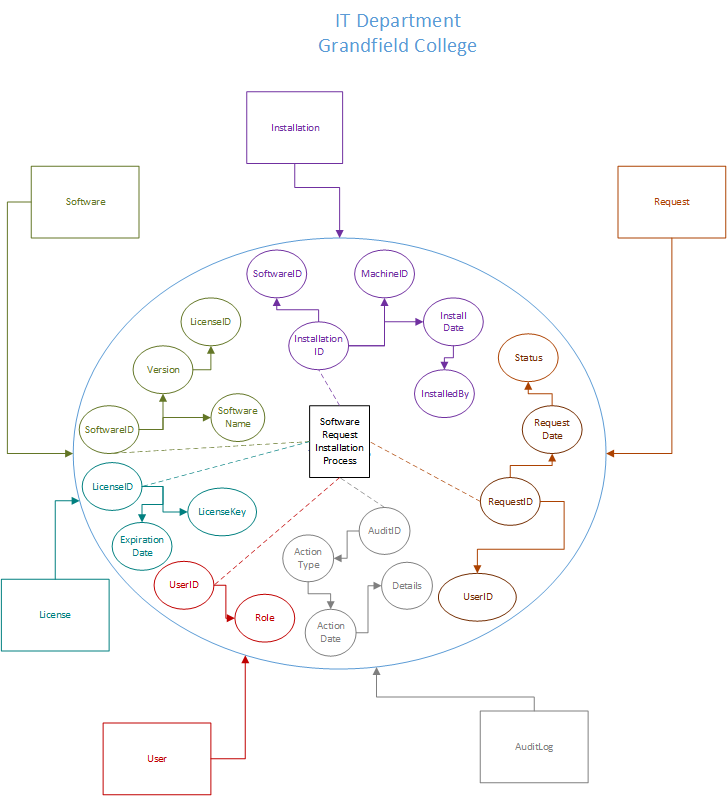 IT Department
Grandfield College
Installation
Software
Request
SoftwareID
MachineID
LicenseID
Install
Date
Installation
ID
Status
Version
InstalledBy
Software
Name
SoftwareID
Software
Request
Installation
Process
Request
Date
LicenseID
LicenseKey
RequestID
Expiration
Date
AuditID
Action
Type
UserID
Details
UserID
Role
Action
Date
License
User
AuditLog